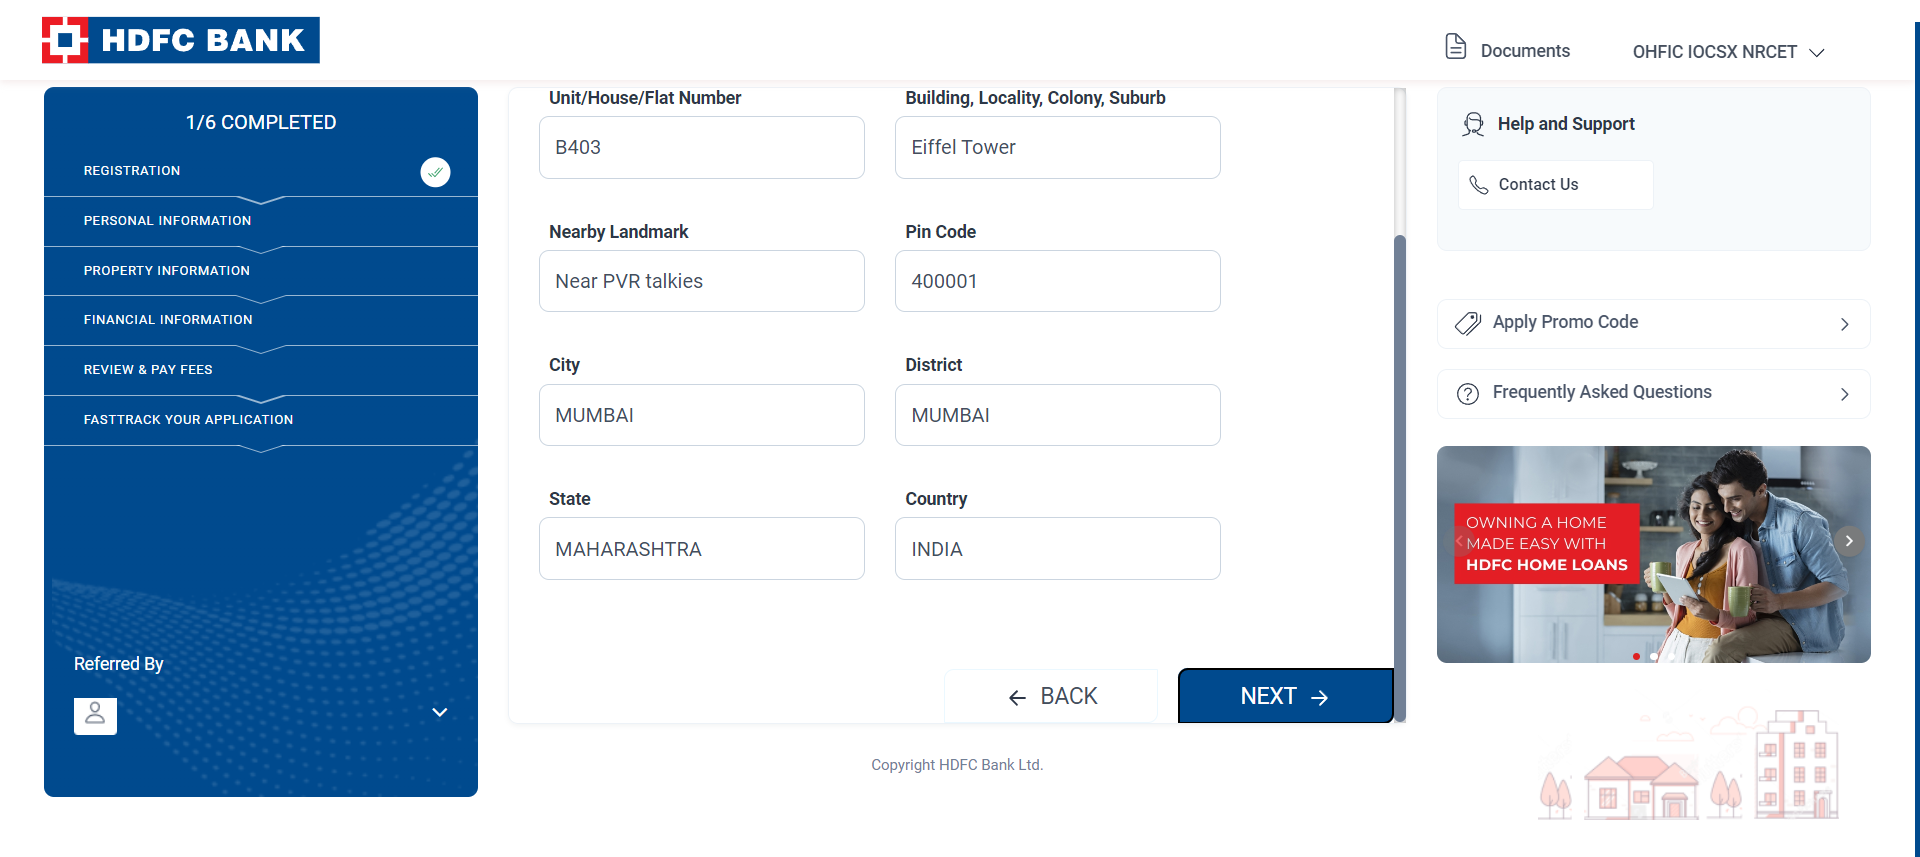 HDFC BANK
Documents
OHFIC IOCSX NRCET
1/6 COMPLETED
REGISTRATION
PERSONAL INFORMATION
PROPERTY INFORMATION
FINANCIAL INFORMATION
REVIEW & PAY FEES
FASTTRACK YOUR APPLICATION
Referred By
Unit/House/Flat Number
B403
Building, Locality, Colony, Suburb
Eiffel Tower
Nearby Landmark
Near PVR talkies
Pin Code
400001
City
MUMBAI
District
MUMBAI
State
MAHARASHTRA
Country
INDIA
BACK
NEXT
Copyright HDFC Bank Ltd.
Help and Support
Contact Us
Apply Promo Code
Frequently Asked Questions
OWNING A HOME
MADE EASY WITH
HDFC HOME LOANS